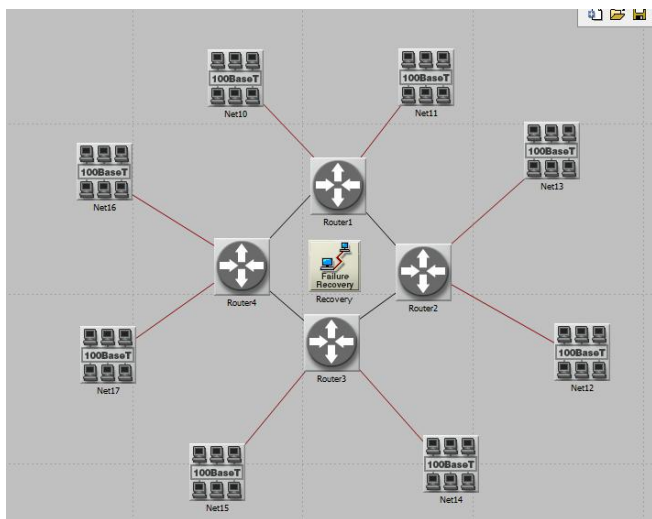 100BaseT
Net10
100BaseT
Net11
100BaseT
Net13
100BaseT
Net16
Router1
Failure
Recovery
Recovery
Router4
Router2
100BaseT
Net17
Router3
100BaseT
Net12
100BaseT
Net15
100BaseT
Net14